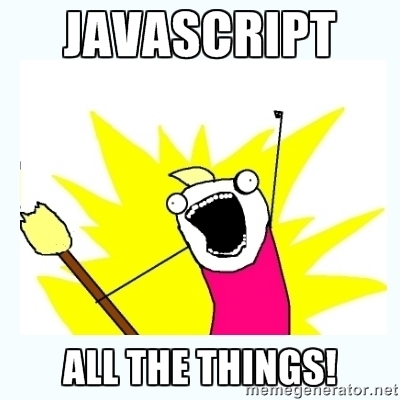 JAVASCRIPT
ALL THE THINGS!
memegenerator.net